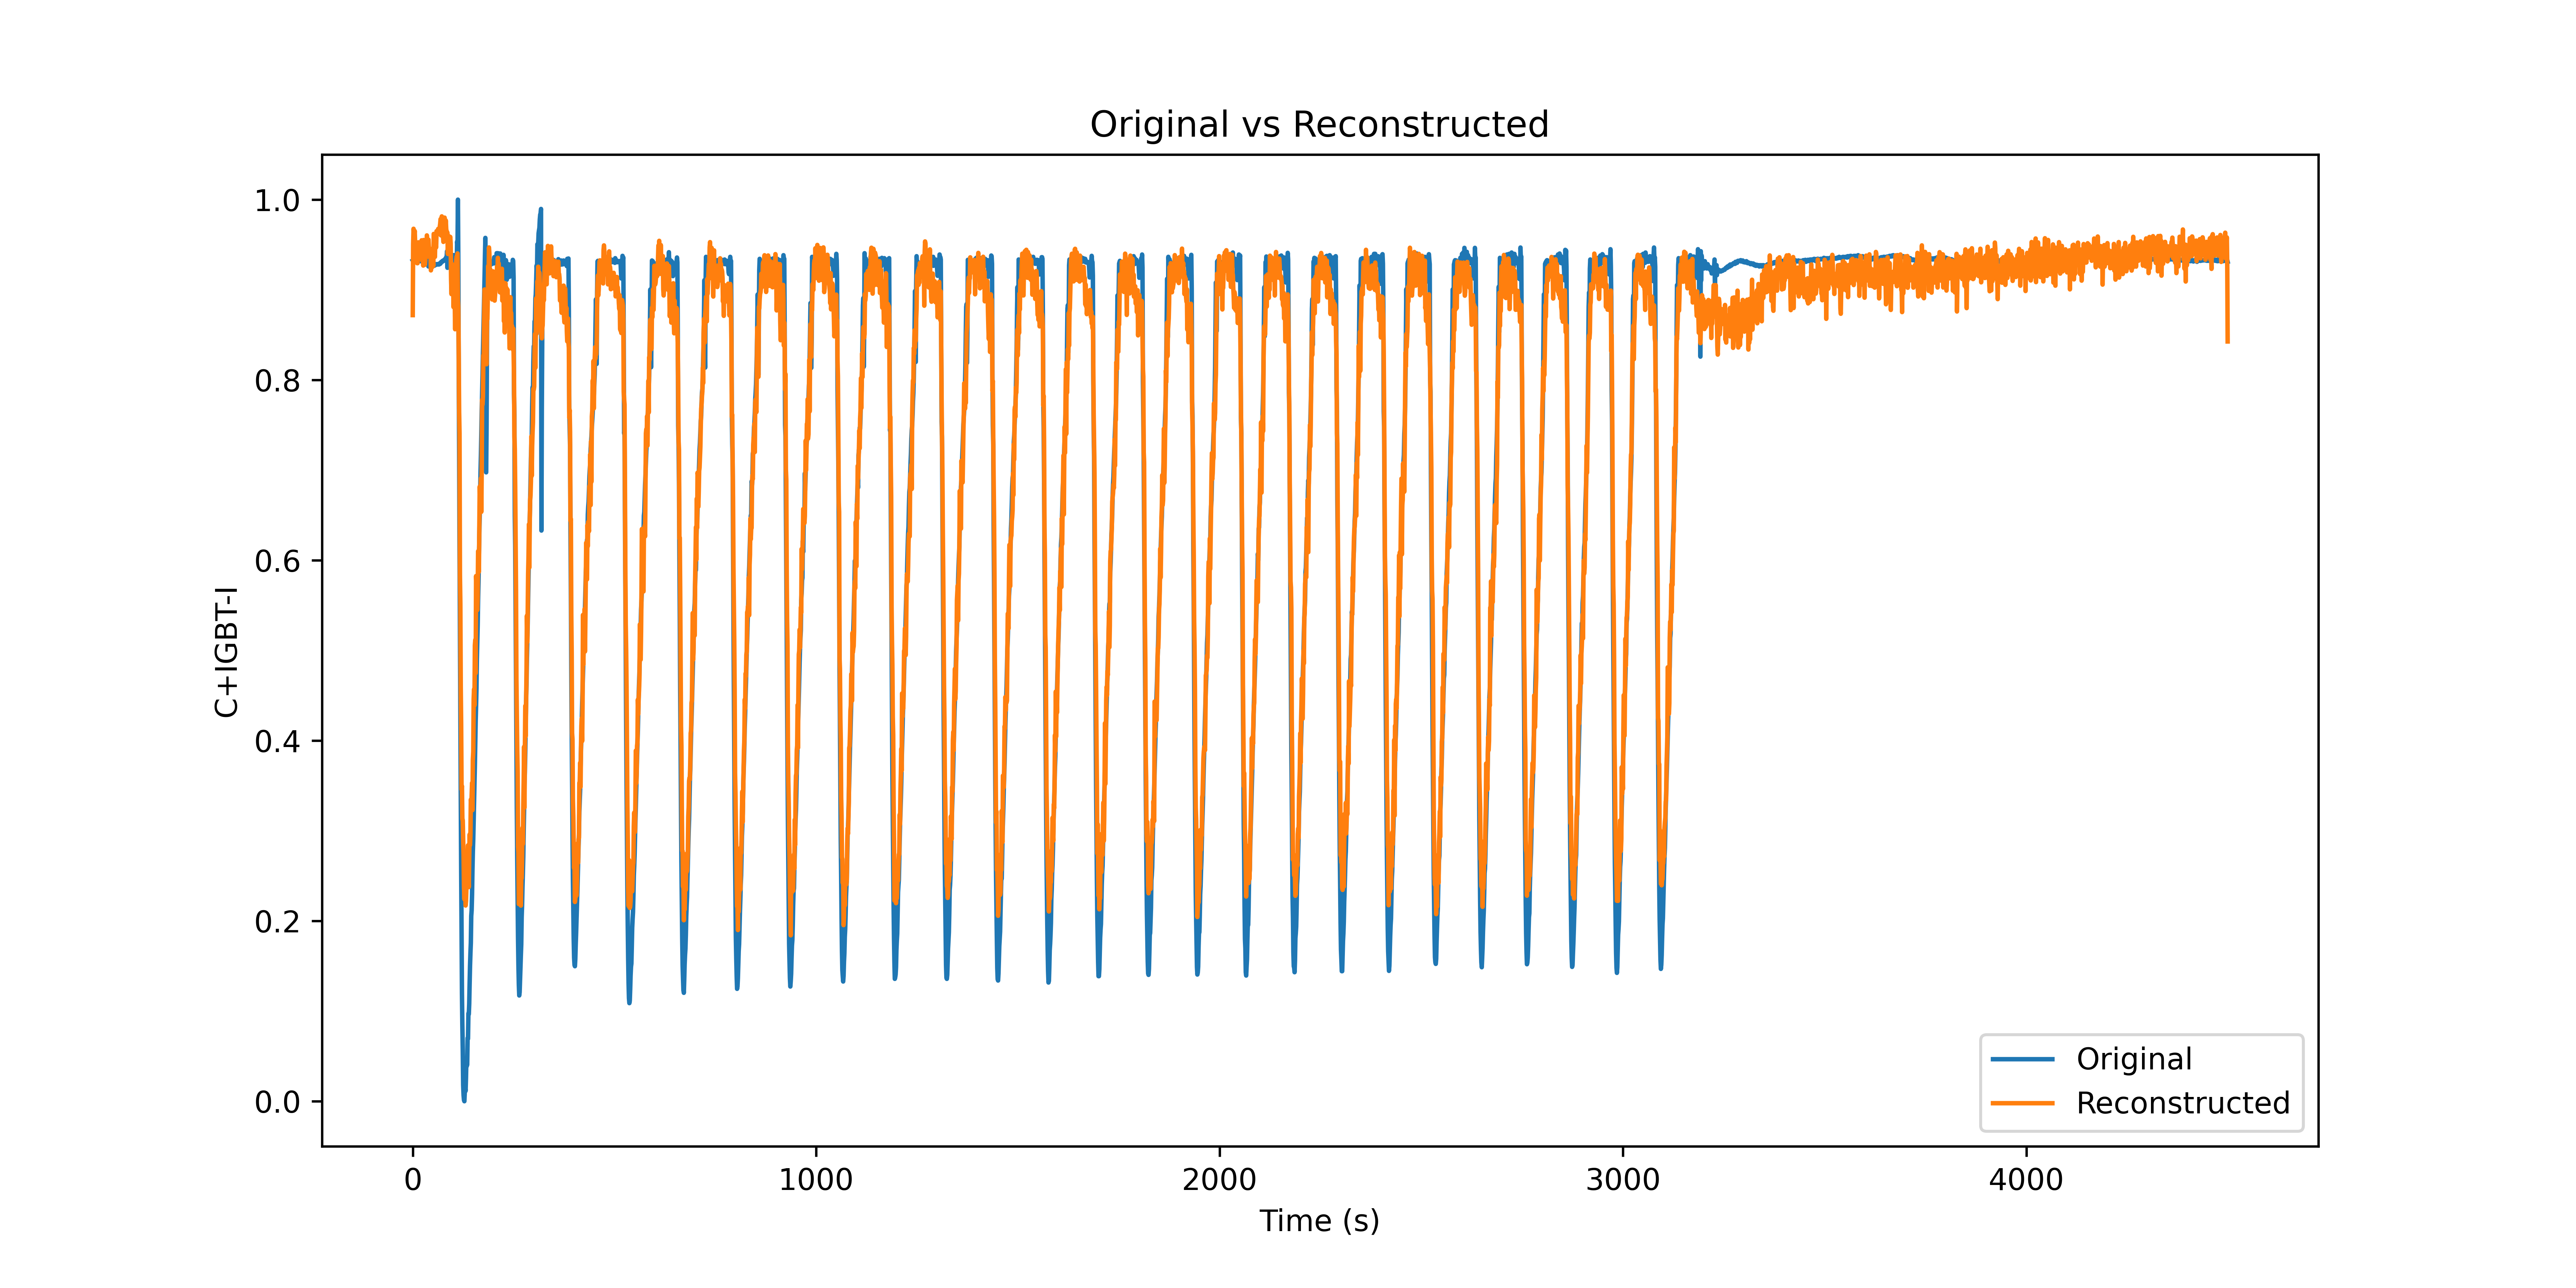 Original vs Reconstructed
1.0
0.8
0.6
0.4
0.2
0.0
C+IGBT-I
0
1000
2000
3000
4000
Time (s)
Original
Reconstructed